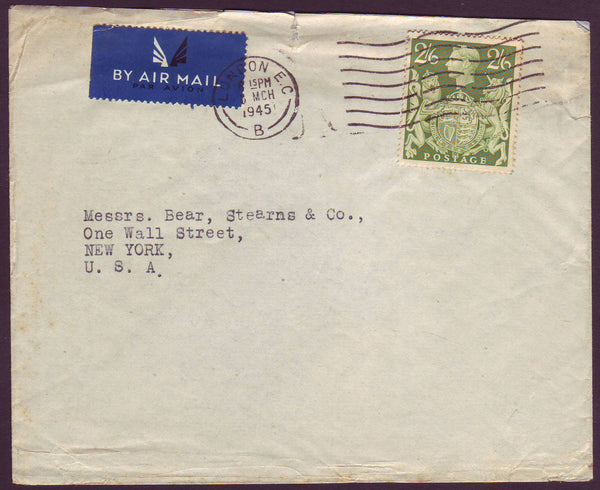 BY AIR MAIL
PAR AVION
LONDON E.C.
15PM
MCH
1945
B
2/6 2/6
POSTAGE
Messrs. Bear, Stearns & Co.,
One Wall Street,
NEW YORK,
U. S. A.